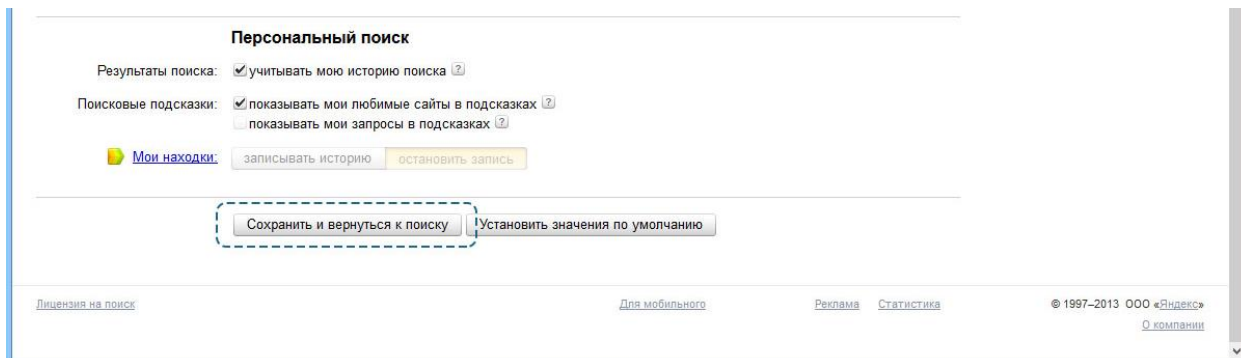 Персональный поиск
Результаты поиска: учитывать мою историю поиска ?
Поисковые подсказки: показывать мои любимые сайты в подсказках ?
показывать мои запросы в подсказках ?
Мои находки: записывать историю остановить запись
Сохранить и вернуться к поиску Установить значения по умолчанию
Лицензия на поиск Для мобильного Реклама Статистика © 1997–2013 ООО «Яндекс»
О компании